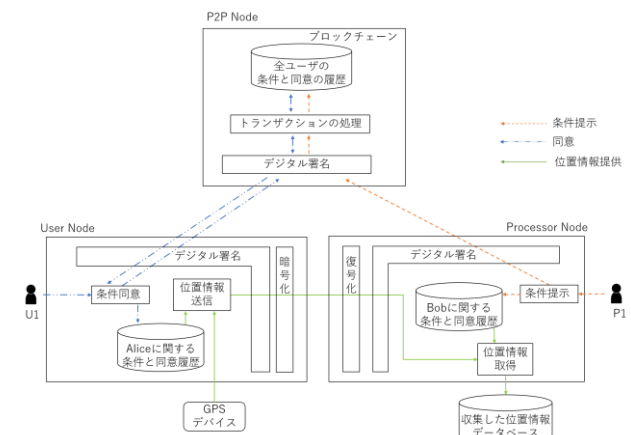 P2P Node
ブロックチェーン
全ユーザの
条件と同意の履歴
トランザクションの処理
デジタル署名
条件提示
同意
位置情報提供
User Node
デジタル署名
暗号化
位置情報
送信
条件同意
U1
Aliceに関する
条件と同意履歴
GPS
デバイス
Processor Node
デジタル署名
復号化
Bobに関する
条件と同意履歴
条件提示
P1
位置情報
取得
収集した位置情報
データベース